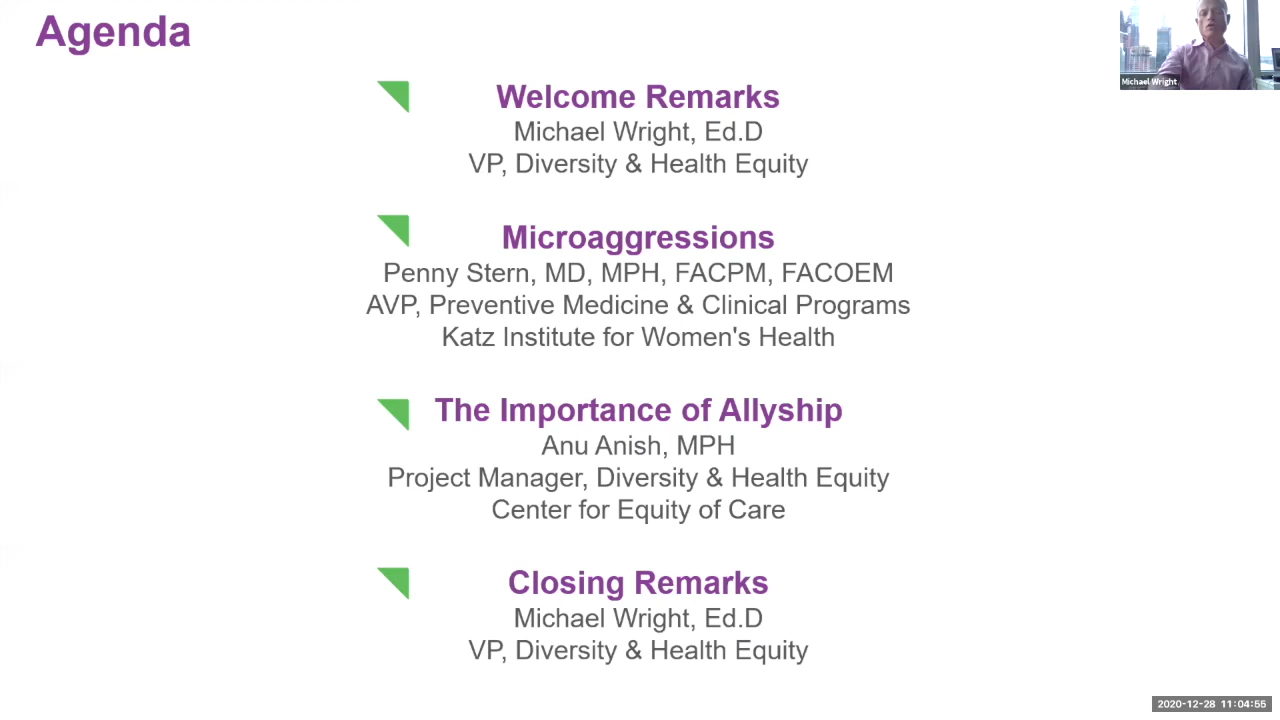 Agenda
Michael Wright
Welcome Remarks
Michael Wright, Ed.D
VP, Diversity & Health Equity
Microaggressions
Penny Stern, MD, MPH, FACPM, FACOEM
AVP, Preventive Medicine & Clinical Programs
Katz Institute for Women's Health
The Importance of Allyship
Anu Anish, MPH
Project Manager, Diversity & Health Equity
Center for Equity of Care
Closing Remarks
Michael Wright, Ed.D
VP, Diversity & Health Equity
2020-12-28 11:04:55